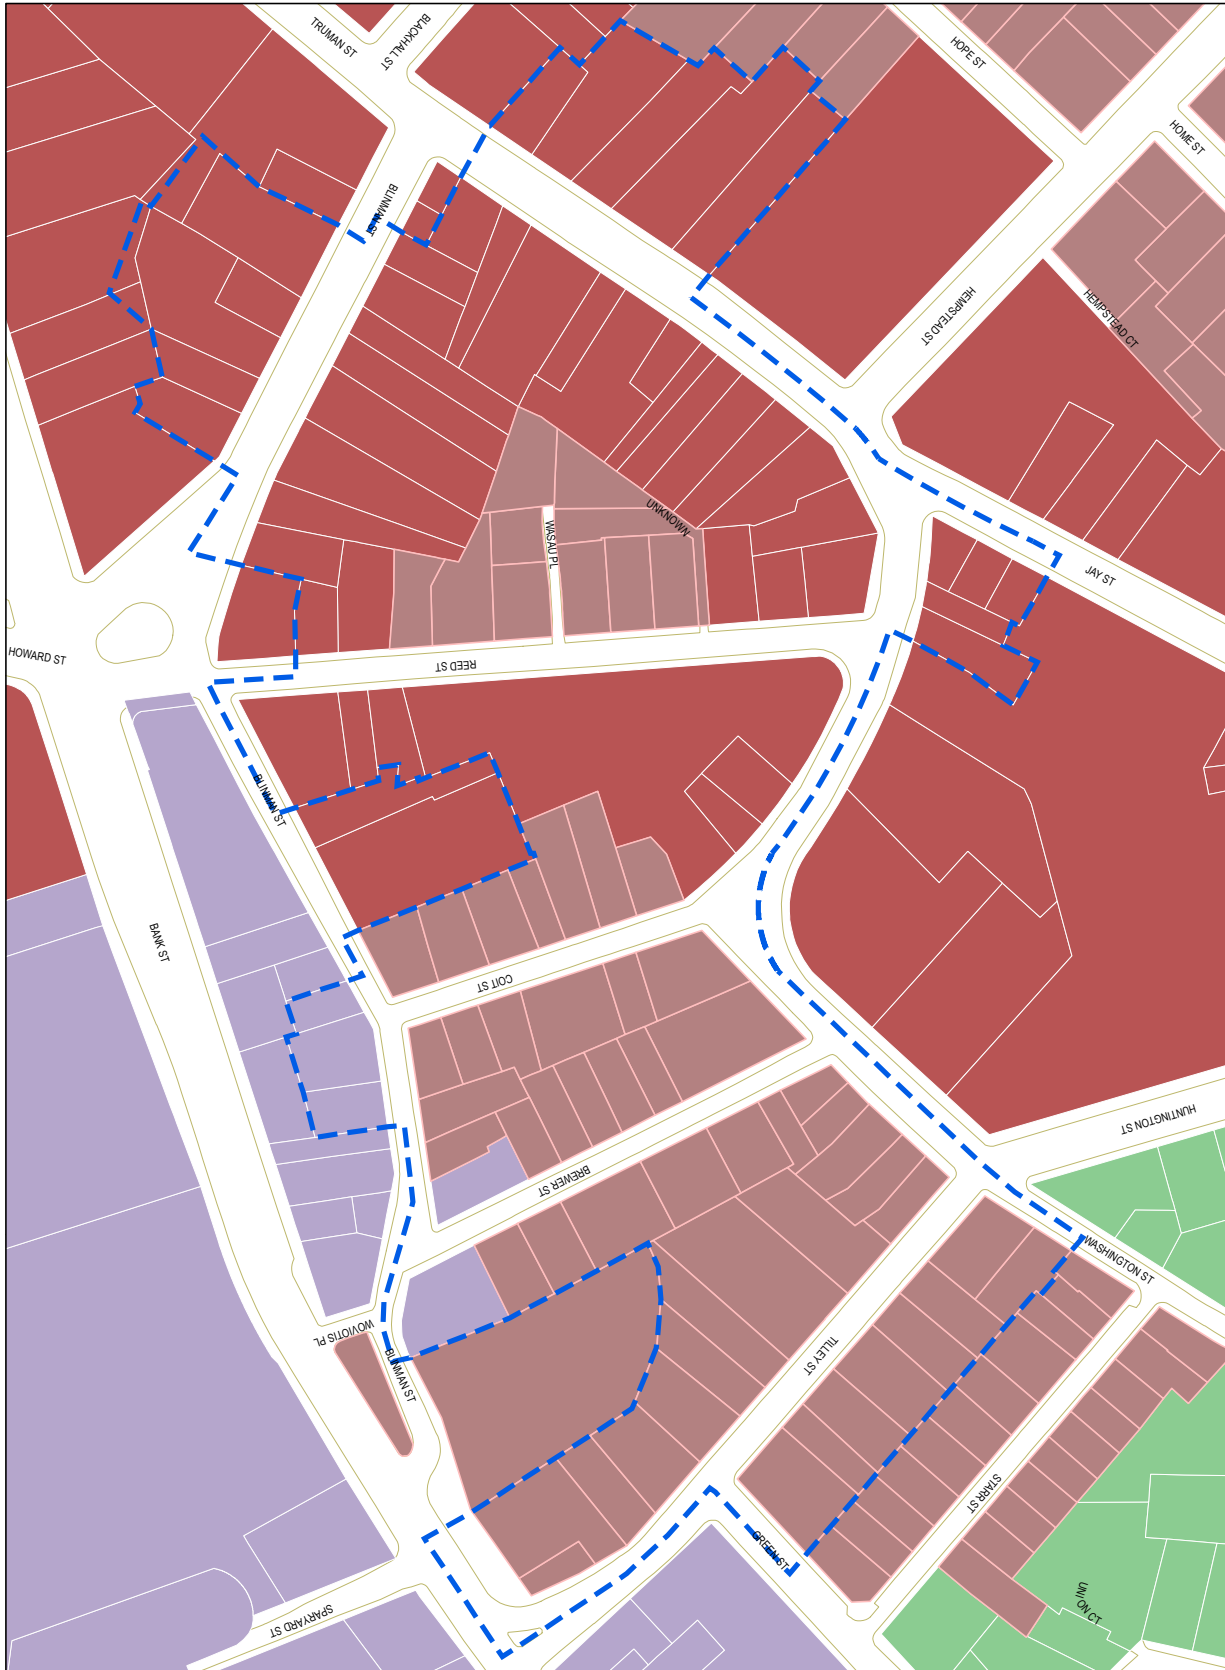 TRUMAN ST
BLACKHALL ST
HOPE ST
HOME ST
BLINMAN ST
HEMPSTEAD ST
HEMPSTEAD CT
UNKNOWN
WASAU PL
JAY ST
HOWARD ST
REED ST
BLINMAN ST
BANK ST
COIT ST
HUNTINGTON ST
BREWER ST
WASHINGTON ST
WOVIOTIS PL
BLINMAN ST
TILLEY ST
STARR ST
GREEN ST
UNION CT
SPARYARD ST